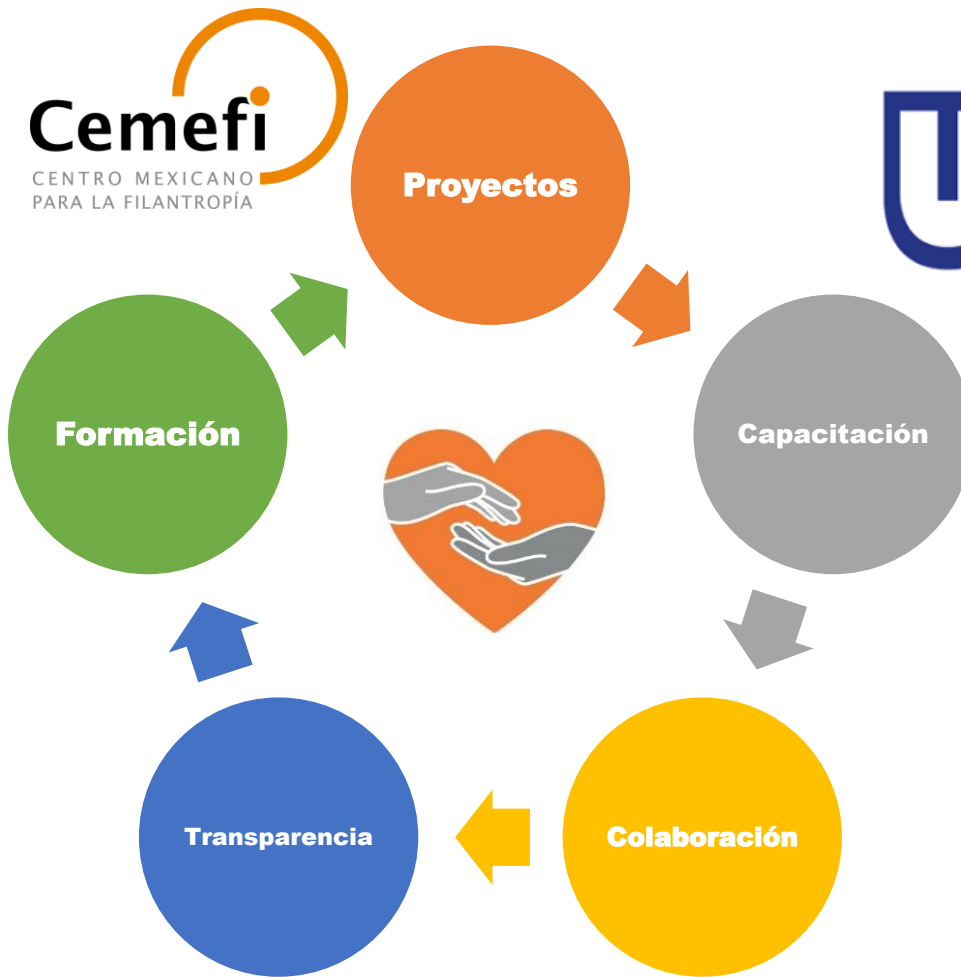 Cemefi
CENTRO MEXICANO
PARA LA FILANTROPÍA
Proyectos
Formación
Capacitación
Transparencia
Colaboración